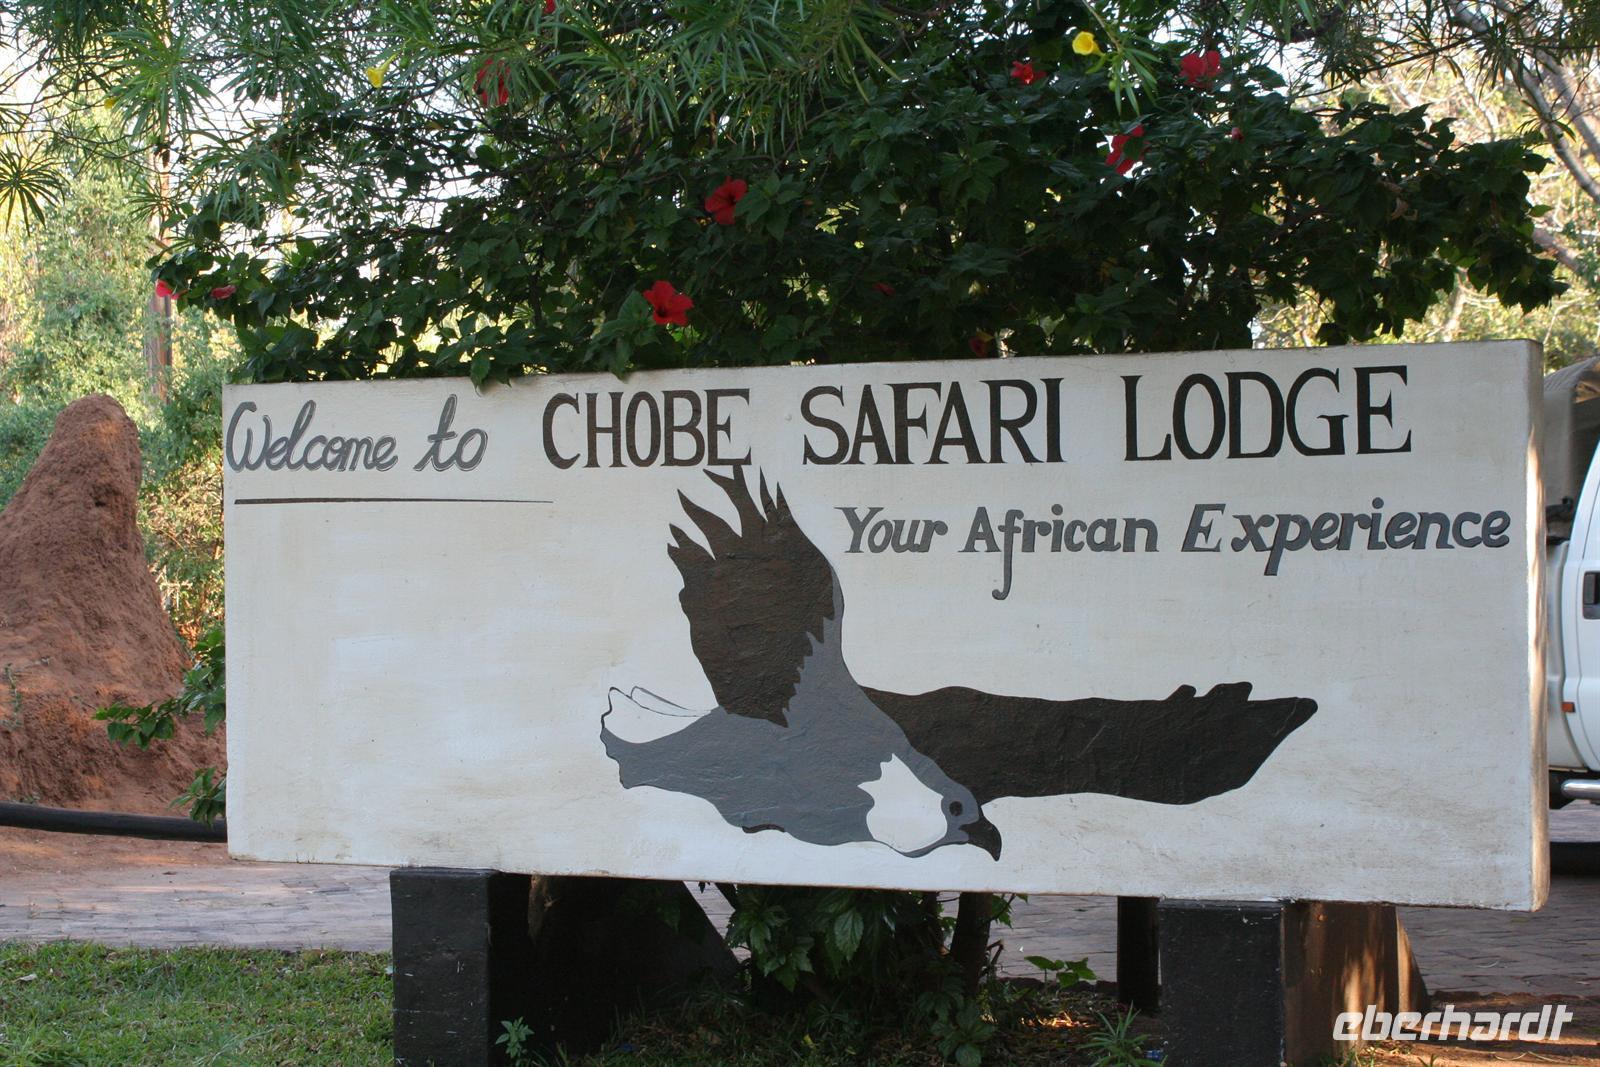 Welcome to CHOBE SAFARI LODGE
Your African Experience
eberhardt